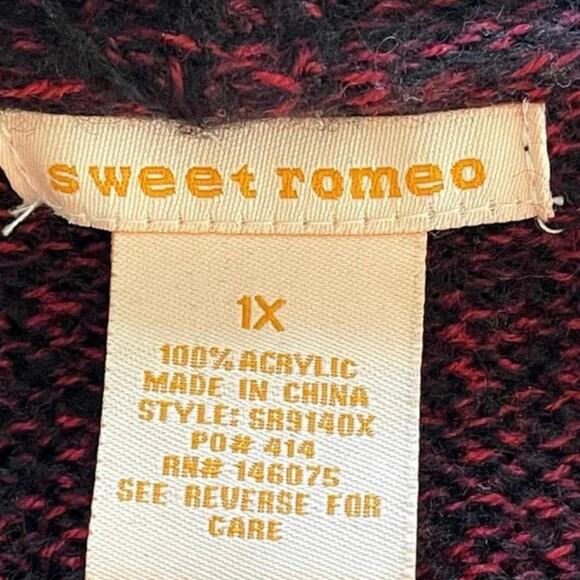 sweet romeo
1X
100% ACRYLIC
MADE IN CHINA
STYLE: SR9140X
PO# 414
RN# 146075
SEE REVERSE FOR
CARE